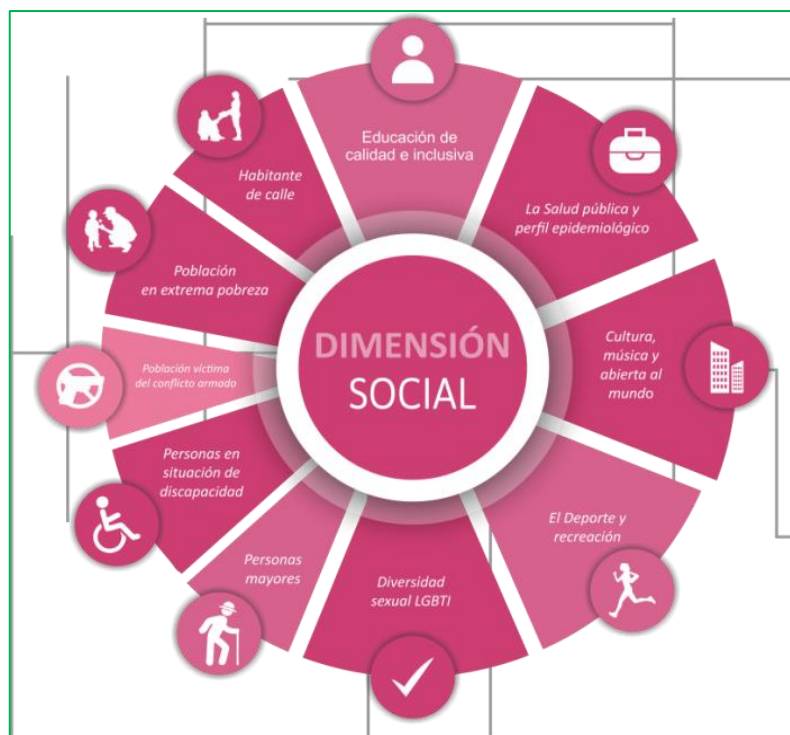 DIMENSIÓN
SOCIAL
Educación de
calidad e inclusiva
La Salud pública y
perfil epidemiológico
Cultura,
música y
abierta al
mundo
El Deporte y
recreación
Diversidad
sexual LGBTI
Personas
mayores
Personas en
situación de
discapacidad
Población víctima
del conflicto armado
Población
en extrema pobreza
Habitante
de calle